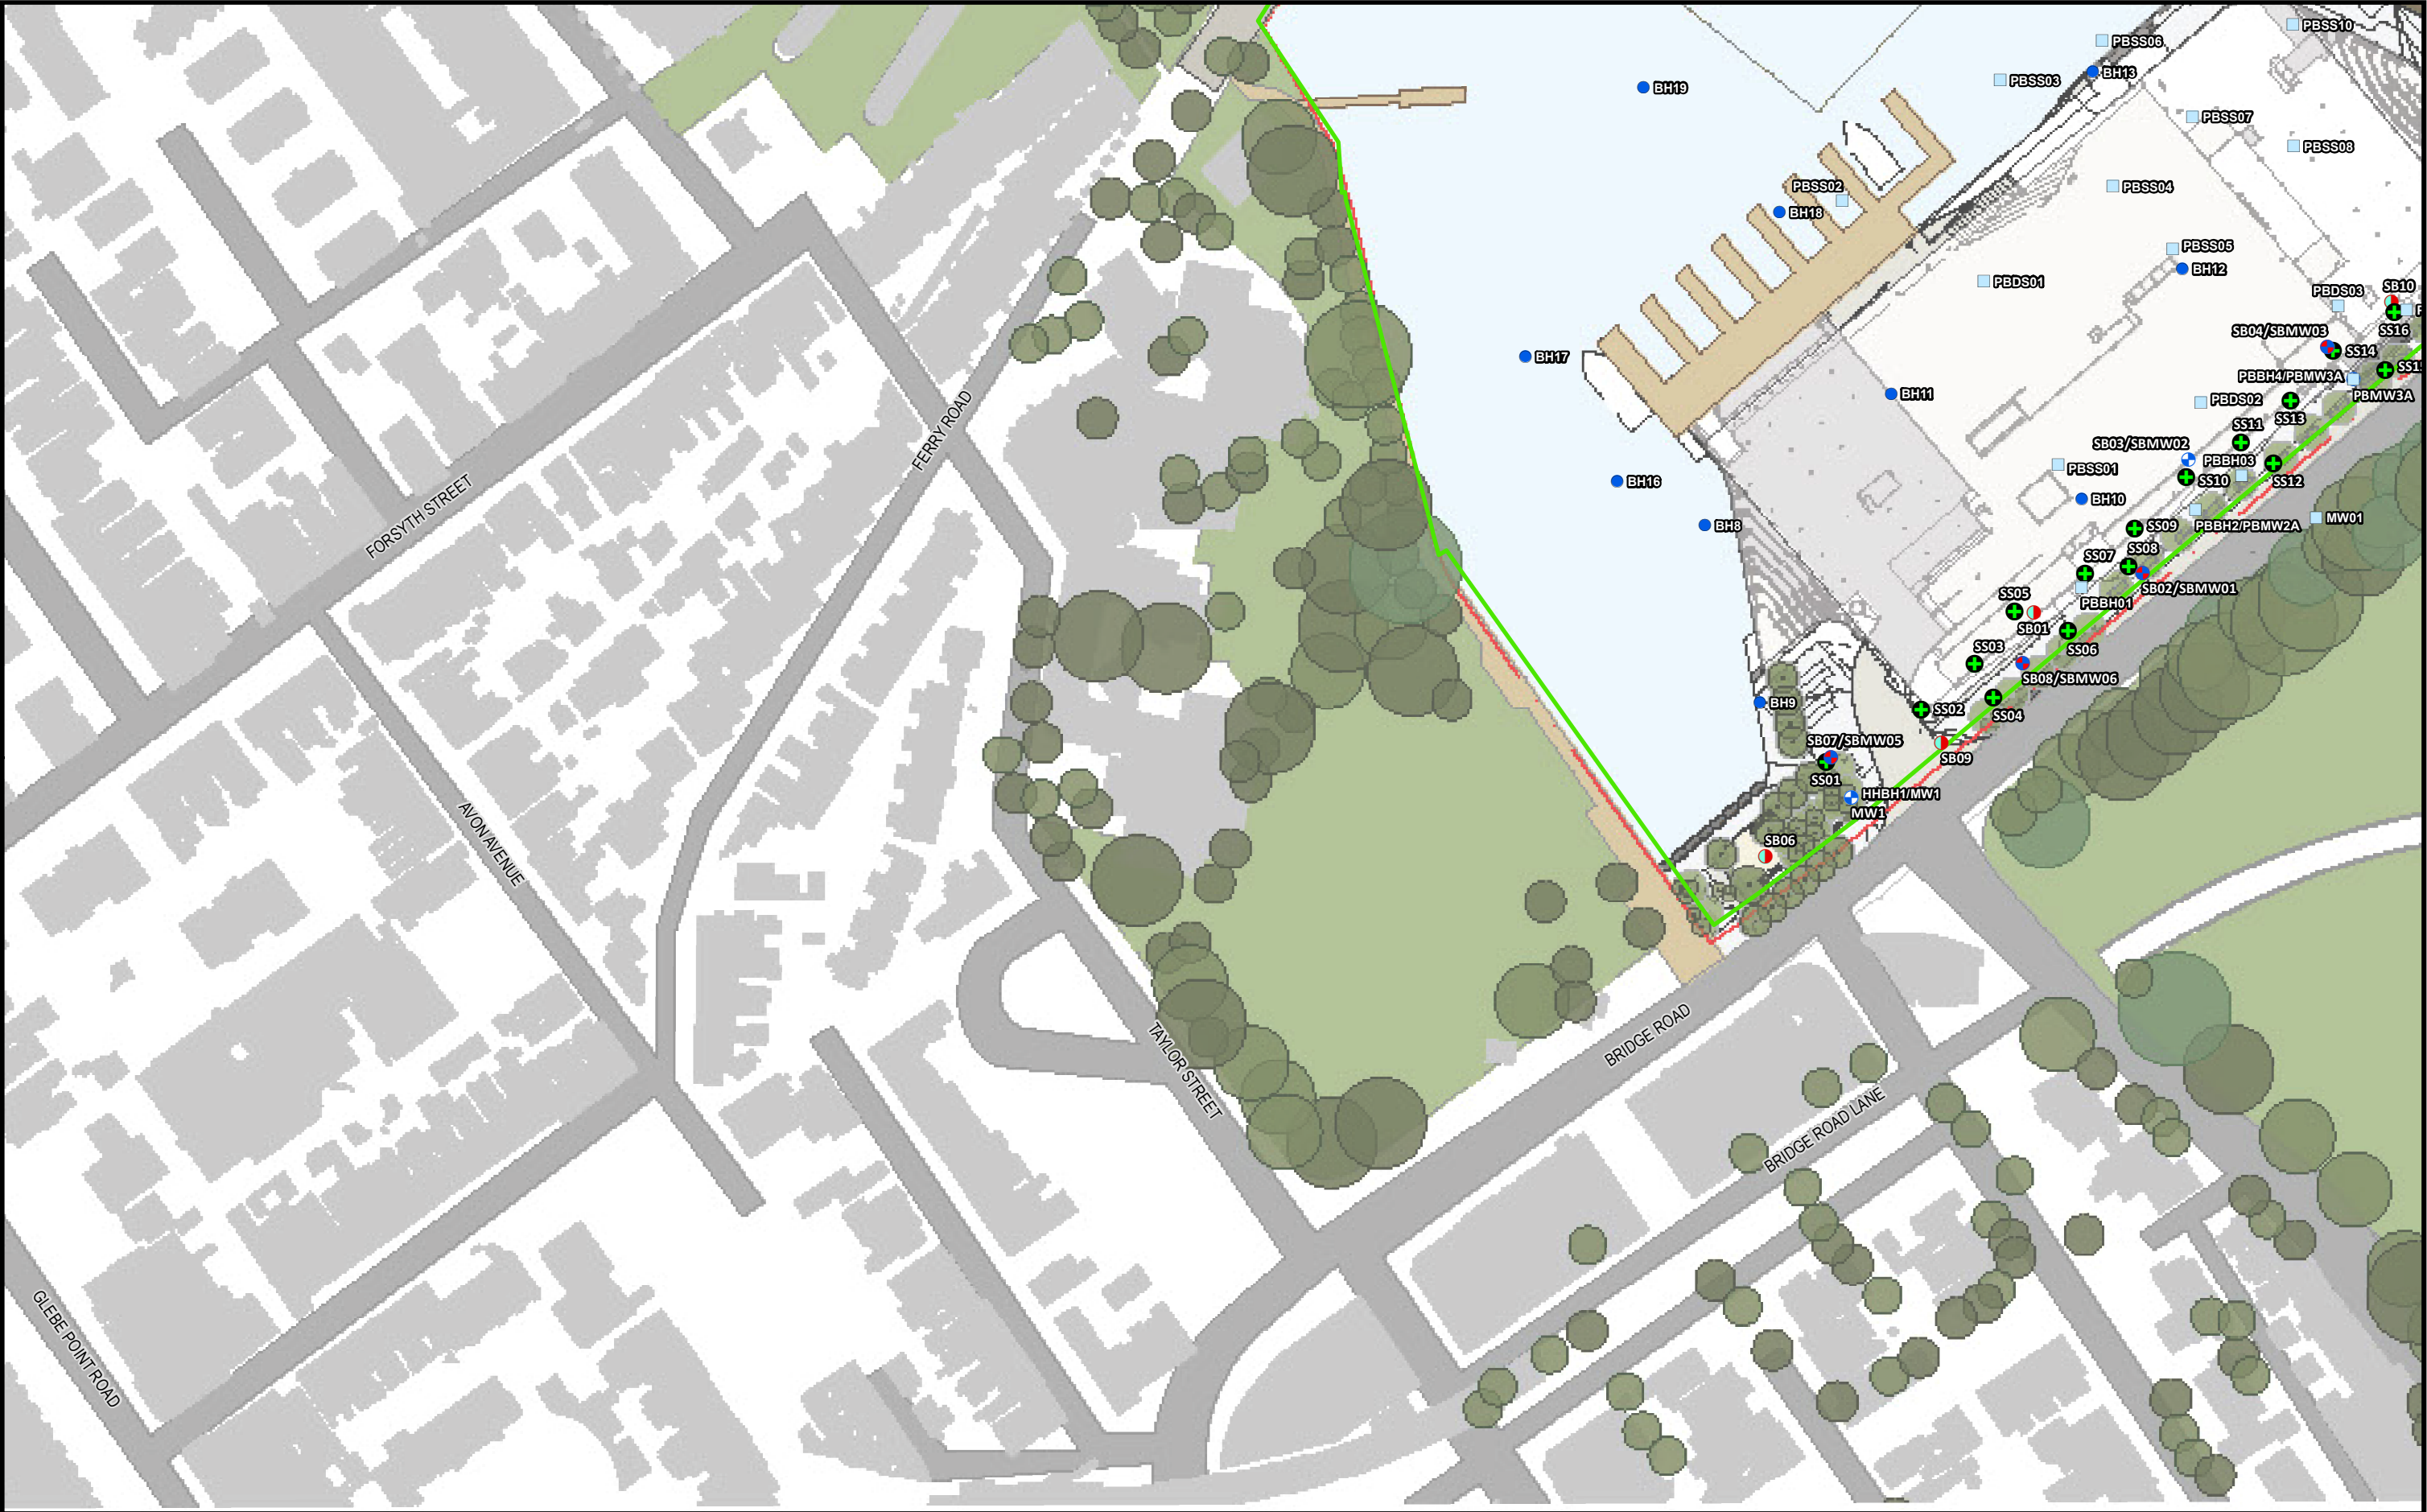 PBSS10
PBSS06
BH13
PBSS03
BH19
PBSS07
PBSS08
PBSS02
PBSS04
BH18
PBSS05
BH12
PBDS01
PBDS03
SB10
SB04/SBMW03
SS16
SS14
BH17
PBBH4/PBMW3A
BH11
PBDS02
PBMW3A
SS13
SS11
SB03/SBMW02
PBBH03
PBSS01
SS10
SS12
BH16
BH10
BH8
SS09
PBBH2/PBMW2A
MW01
SS08
SS07
SB02/SBMW01
SS05
PBBH01
SB01
SS03
SS06
SB08/SBMW06
BH9
SS02
SS04
SB07/SBMW05
SB09
SS01
HHBH1/MW1
MW1
SB06
FERRY ROAD
FORSYTH STREET
AVON AVENUE
TAYLOR STREET
BRIDGE ROAD
BRIDGE ROAD LANE
GLEBE POINT ROAD